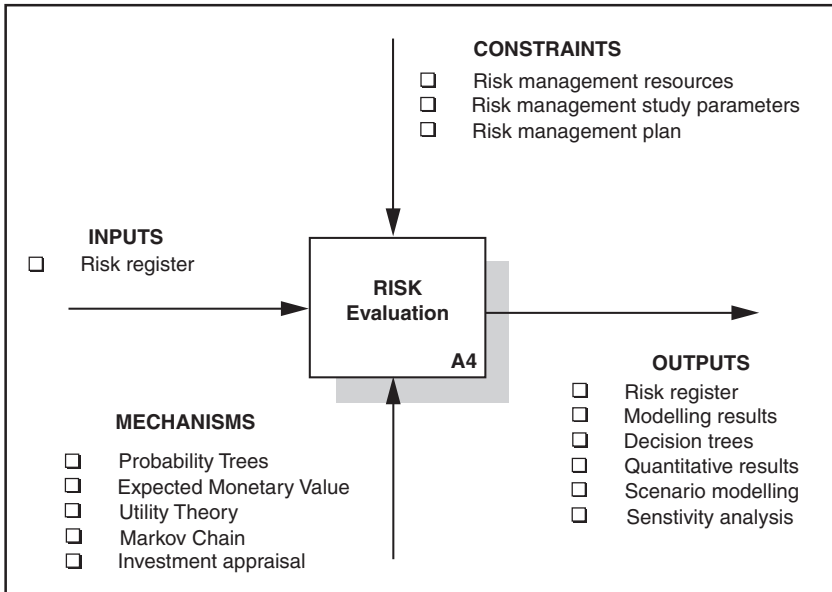 CONSTRAINTS
❑ Risk management resources
❑ Risk management study parameters
❑ Risk management plan
INPUTS
❑ Risk register
RISK
Evaluation
A4
MECHANISMS
❑ Probability Trees
❑ Expected Monetary Value
❑ Utility Theory
❑ Markov Chain
❑ Investment appraisal
OUTPUTS
❑ Risk register
❑ Modelling results
❑ Decision trees
❑ Quantitative results
❑ Scenario modelling
❑ Senstivity analysis